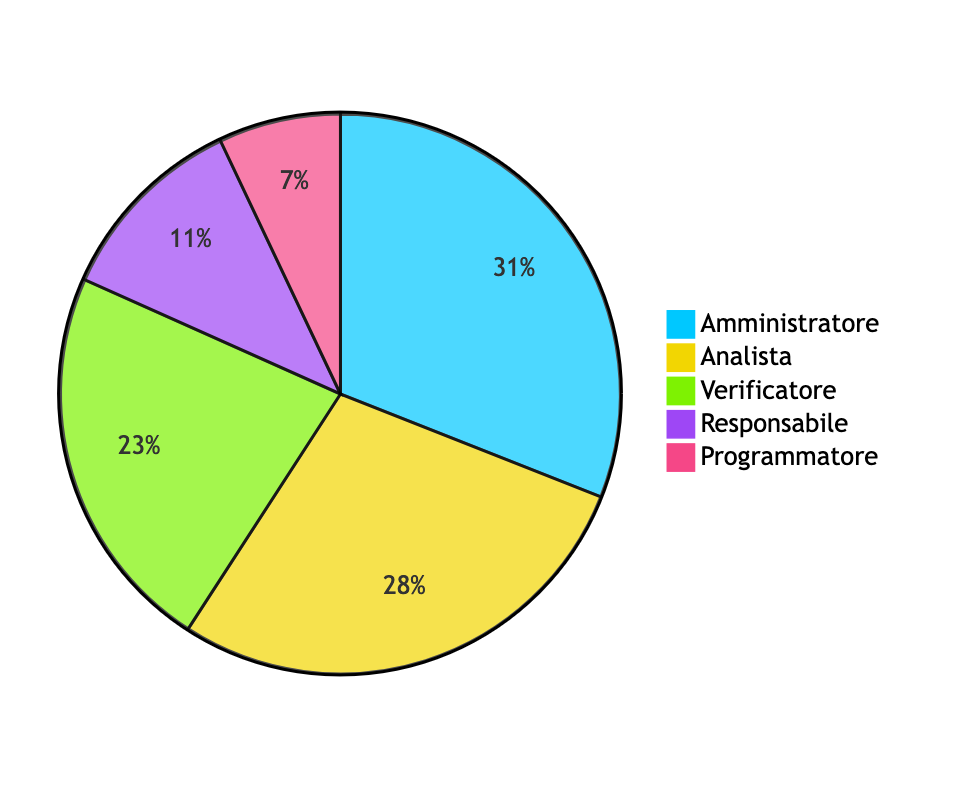 7%
11%
31%
23%
28%
Amministratore
Analista
Verificatore
Responsabile
Programmatore